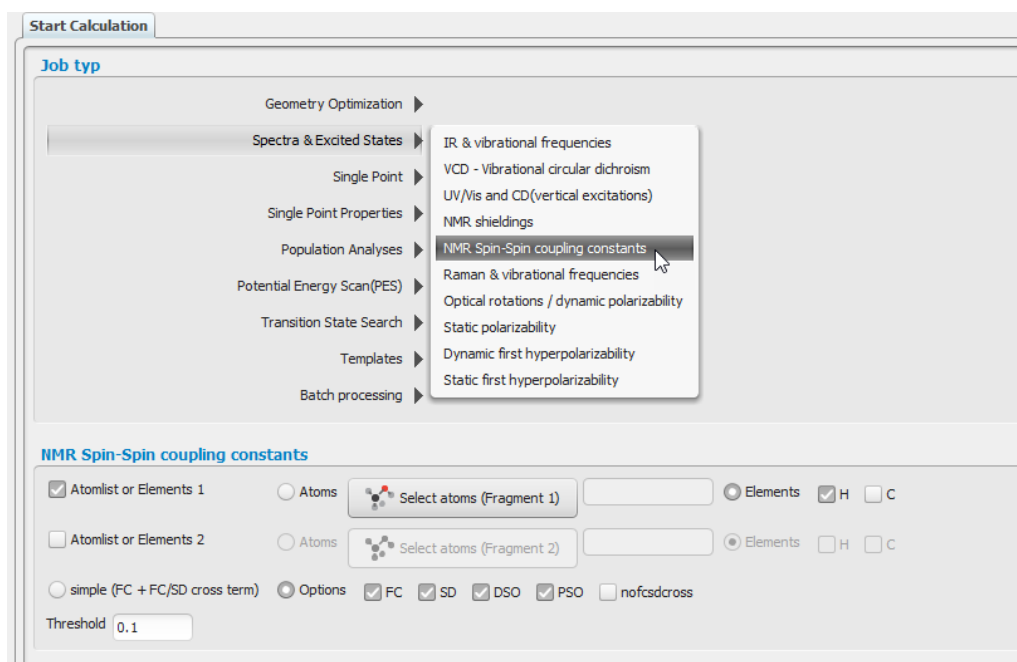 Start Calculation
Job typ
Geometry Optimization
Spectra & Excited States
IR & vibrational frequencies
VCD - Vibrational circular dichroism
UV/Vis and CD(vertical excitations)
NMR shieldings
NMR Spin-Spin coupling constants
Raman & vibrational frequencies
Optical rotations / dynamic polarizability
Static polarizability
Dynamic first hyperpolarizability
Static first hyperpolarizability
Single Point
Single Point Properties
Population Analyses
Potential Energy Scan(PES)
Transition State Search
Templates
Batch processing
NMR Spin-Spin coupling constants
Atomlist or Elements 1 Atoms Select atoms (Fragment 1) Elements H C
Atomlist or Elements 2 Atoms Select atoms (Fragment 2) Elements H C
simple (FC + FC/SD cross term) Options FC SD DSO PSO nofcsdcross
Threshold 0.1